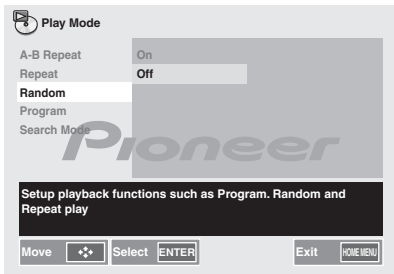 Play Mode
A-B Repeat On
Repeat Off
Random
Program
Search Mode
Pioneer
Setup playback functions such as Program. Random and
Repeat play
Move Select ENTER Exit HOME MENU